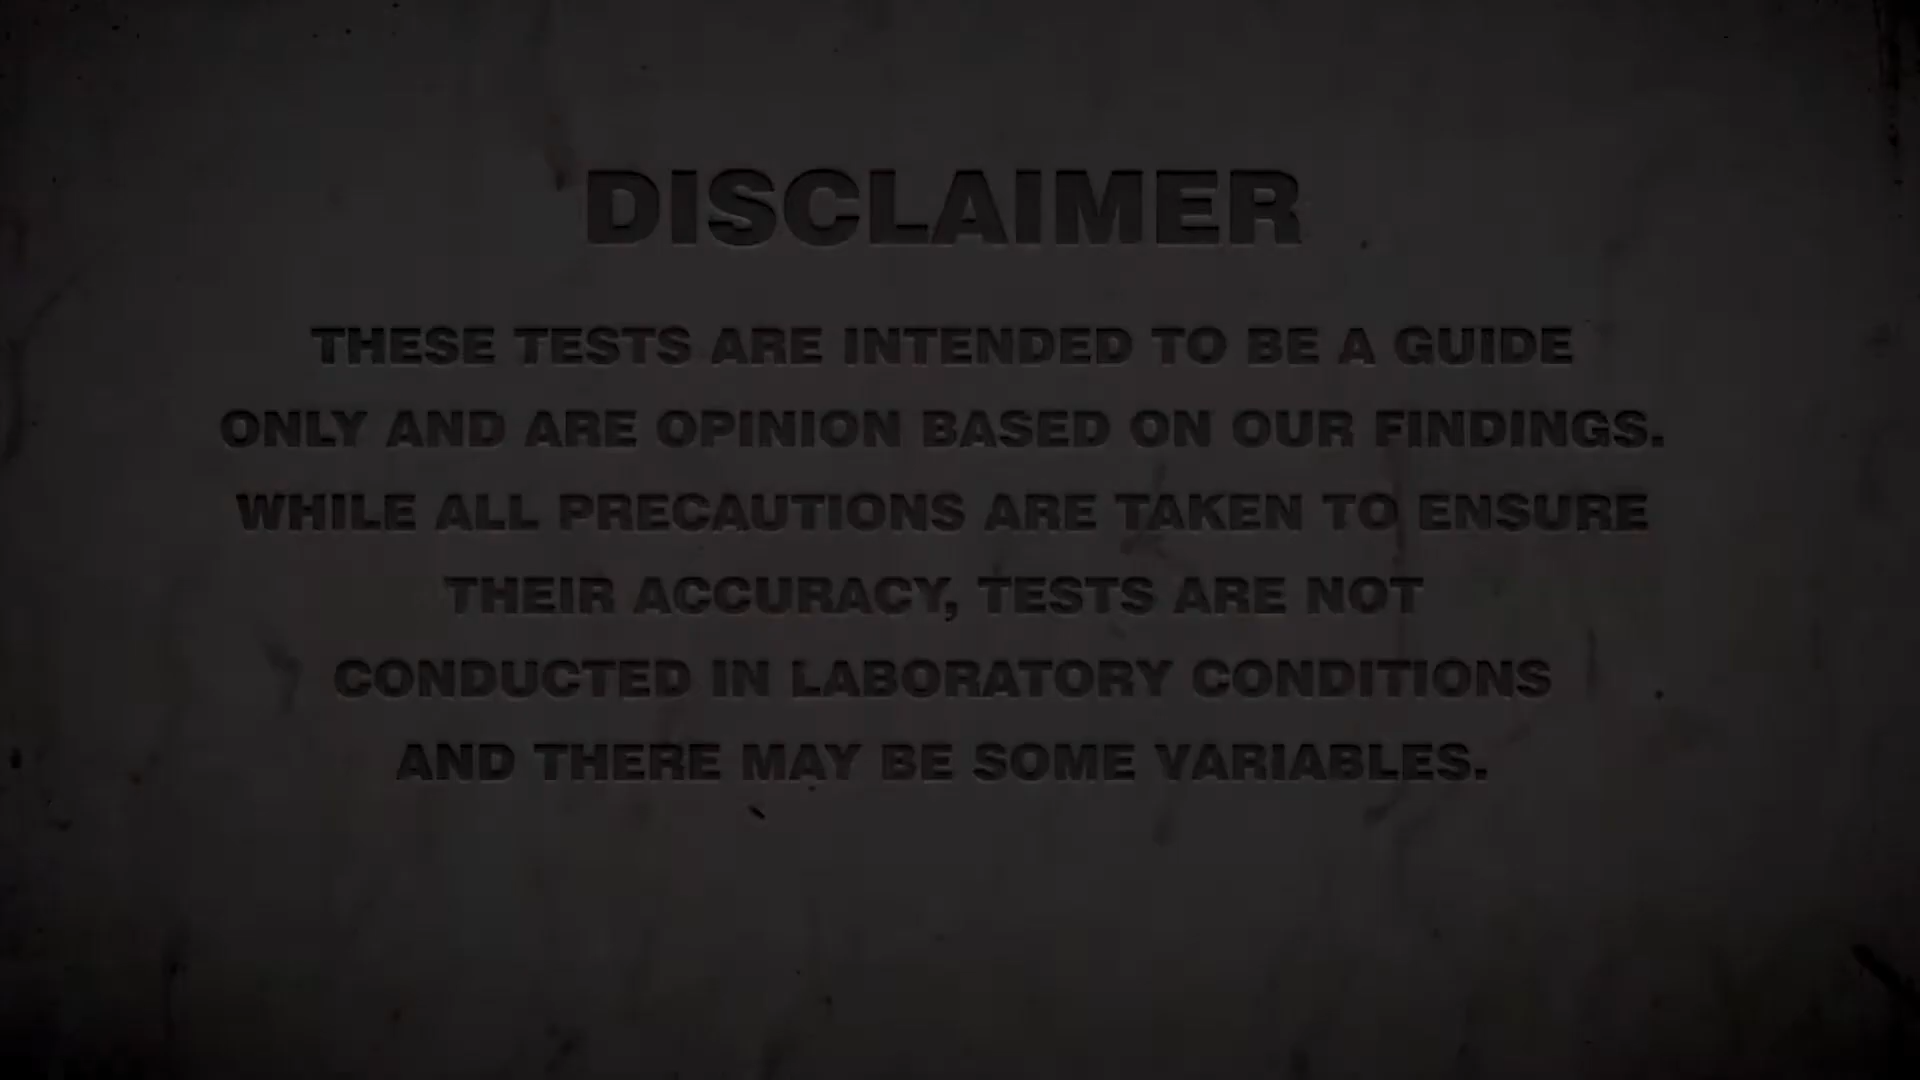 DISCLAIMER
THESE TESTS ARE INTENDED TO BE A GUIDE
ONLY AND ARE OPINION BASED ON OUR FINDINGS.
WHILE ALL PRECAUTIONS ARE TAKEN TO ENSURE
THEIR ACCURACY, TESTS ARE NOT
CONDUCTED IN LABORATORY CONDITIONS
AND THERE MAY BE SOME VARIABLES.